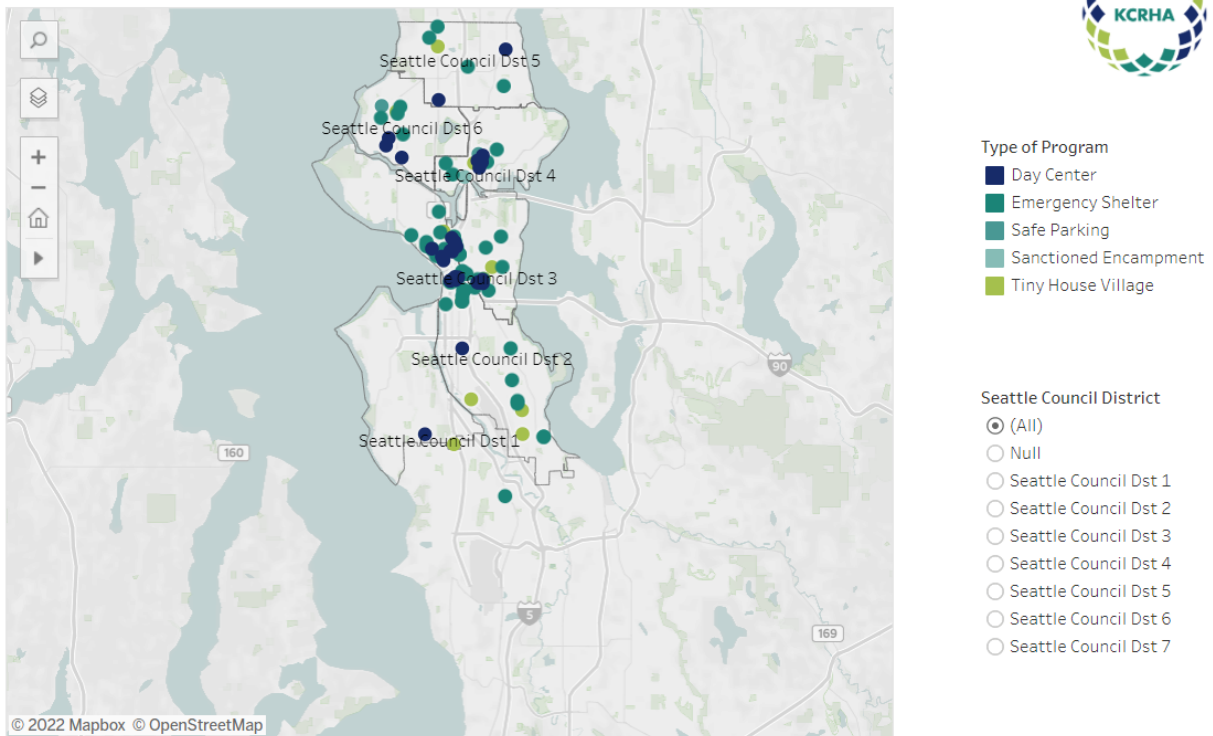 Seattle Council Dst 5
Seattle Council Dst 6
Seattle Council Dst 4
Seattle Council Dst 3
Seattle Council Dst 2
Seattle Council Dst 1
90
160
5
169
© 2022 Mapbox © OpenStreetMap
KCRHA
Type of Program
Day Center
Emergency Shelter
Safe Parking
Sanctioned Encampment
Tiny House Village
Seattle Council District
(All)
Null
Seattle Council Dst 1
Seattle Council Dst 2
Seattle Council Dst 3
Seattle Council Dst 4
Seattle Council Dst 5
Seattle Council Dst 6
Seattle Council Dst 7